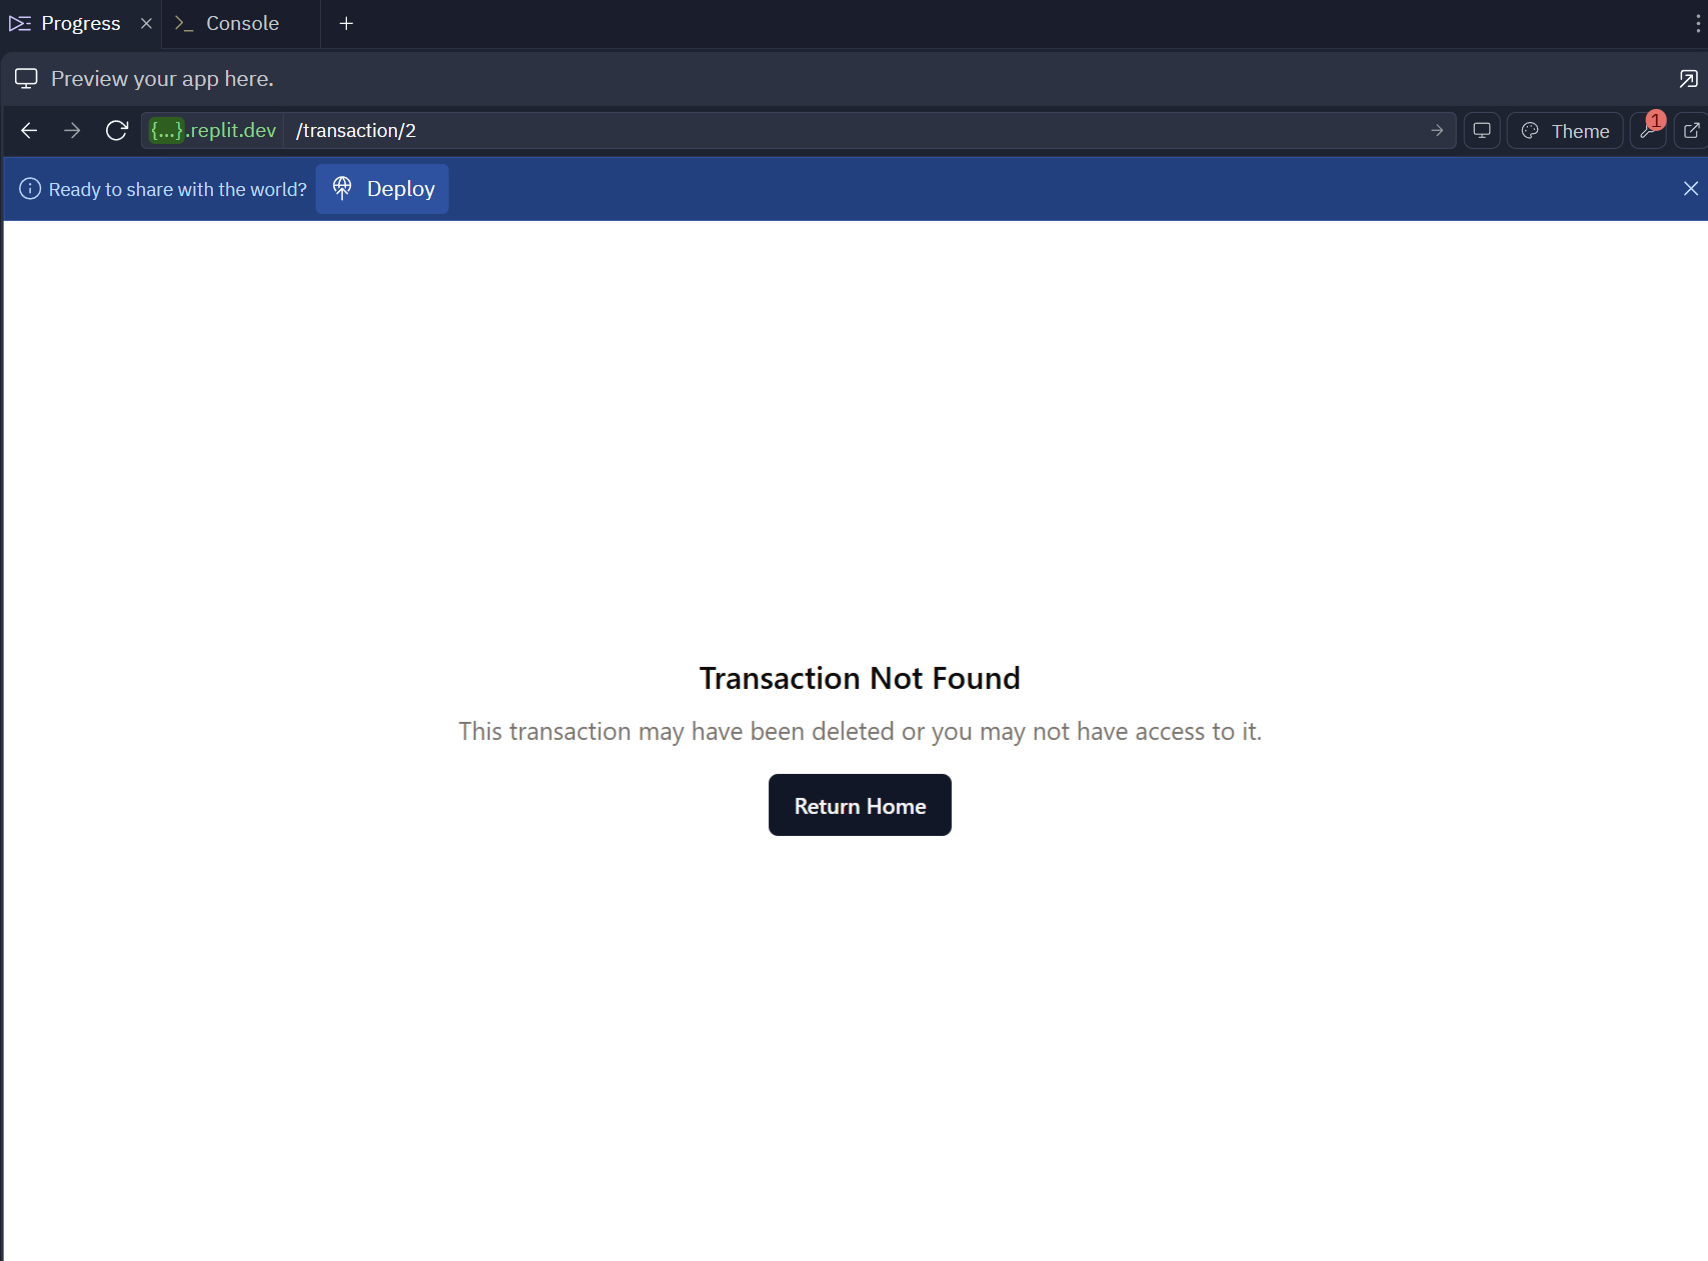 Progress
Console
Preview your app here.
{...}.replit.dev /transaction/2
Theme
1
Ready to share with the world? Deploy
Transaction Not Found
This transaction may have been deleted or you may not have access to it.
Return Home